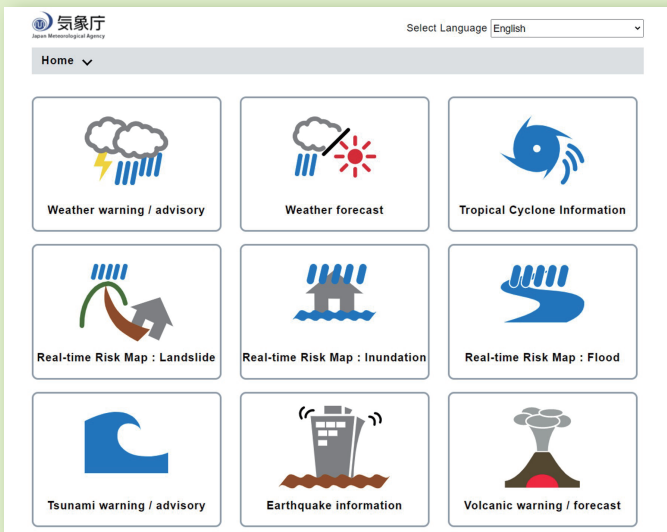 気象庁
Japan Meteorological Agency
Select Language English
Home
Weather warning / advisory
Weather forecast
Tropical Cyclone Information
Real-time Risk Map : Landslide
Real-time Risk Map : Inundation
Real-time Risk Map : Flood
Tsunami warning / advisory
Earthquake information
Volcanic warning / forecast